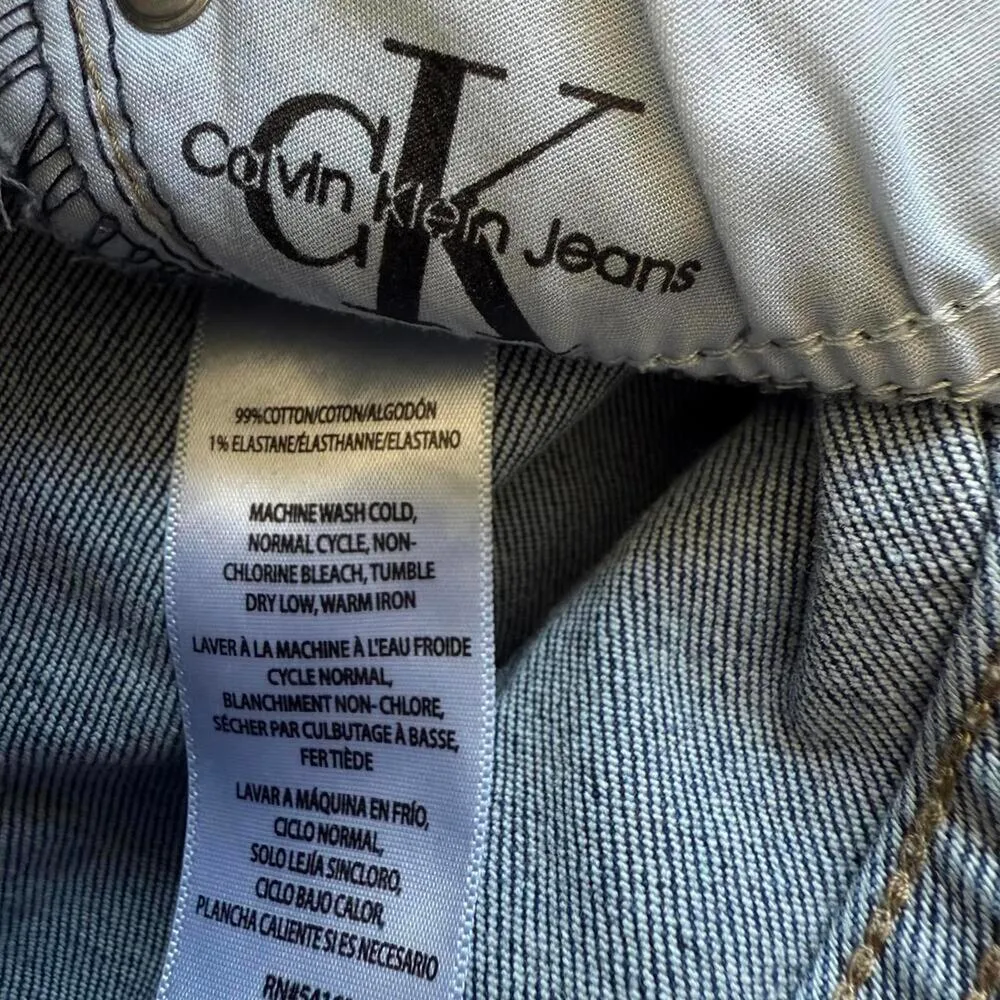 CK
Calvin Klein Jeans
99%COTTON/COTON/ALGODÓN
1% ELASTANE/ÉLASTHANNE/ELASTANO
MACHINE WASH COLD,
NORMAL CYCLE, NON-
CHLORINE BLEACH, TUMBLE
DRY LOW, WARM IRON
LAVER À LA MACHINE À L'EAU FROIDE
CYCLE NORMAL,
BLANCHIMENT NON-CHLORE,
SÉCHER PAR CULBUTAGE À BASSE,
FER TIÈDE
LAVAR A MÁQUINA EN FRÍO,
CICLO NORMAL,
SOLO LEJÍA SINCLORO,
CICLO BAJO CALOR,
PLANCHA CALIENTE SI ES NECESARIO